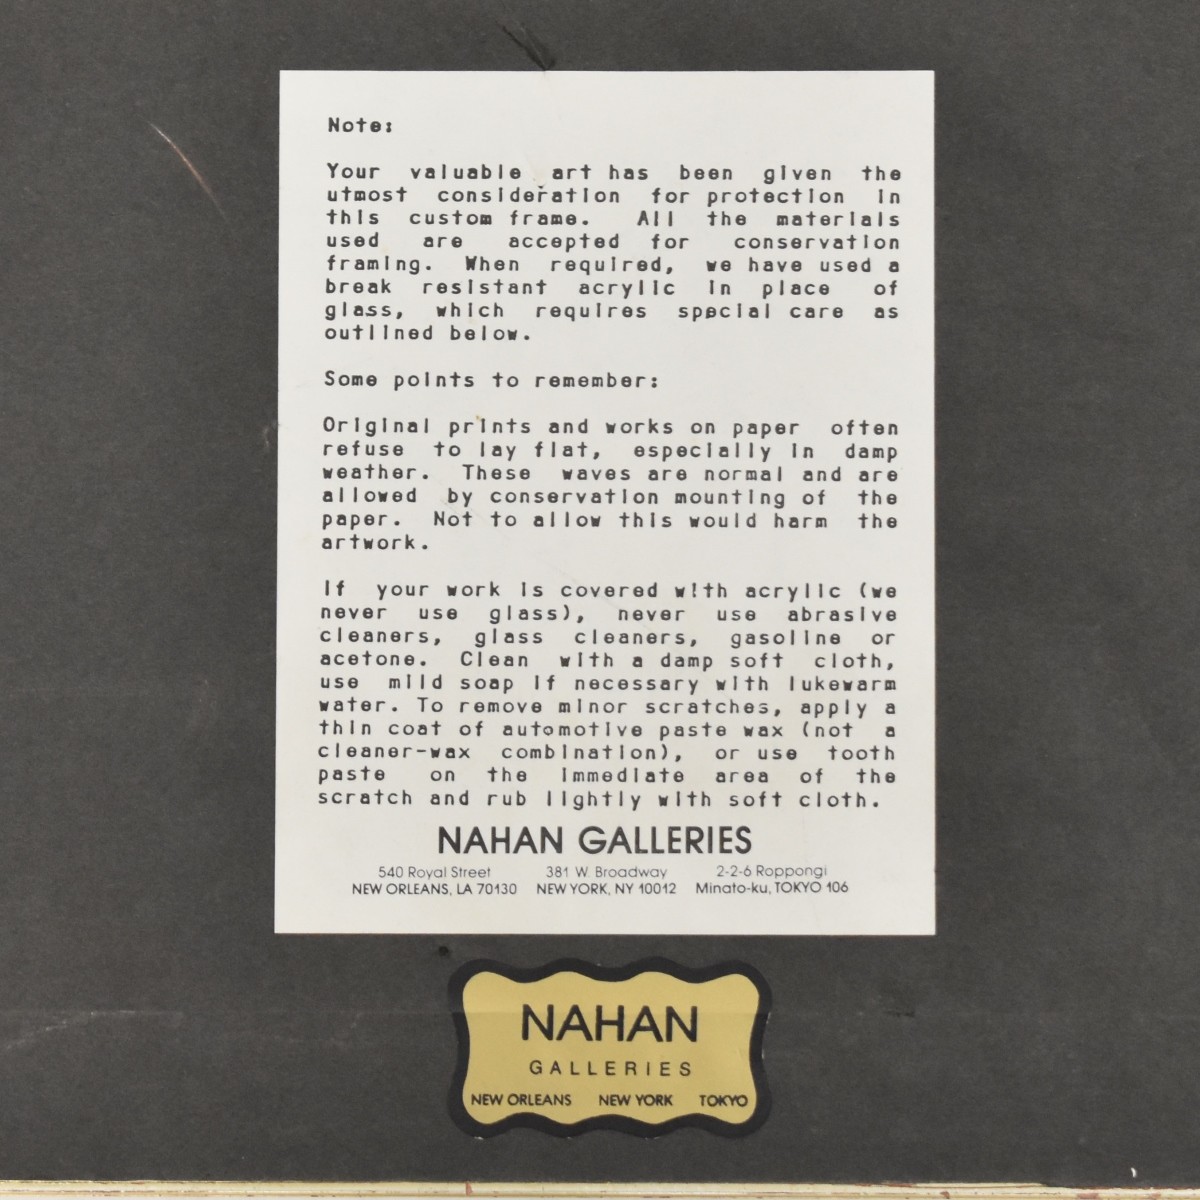 Note:
Your valuable art has been given the
utmost consideration for protection in
this custom frame. All the materials
used are accepted for conservation
framing. When required, we have used a
break resistant acrylic in place of
glass, which requires special care as
outlined below.
Some points to remember:
Original prints and works on paper often
refuse to lay flat, especially in damp
weather. These waves are normal and are
allowed by conservation mounting of the
paper. Not to allow this would harm the
artwork.
If your work is covered with acrylic (we
never use glass), never use abrasive
cleaners, glass cleaners, gasoline or
acetone. Clean with a damp soft cloth,
use mild soap if necessary with lukewarm
water. To remove minor scratches, apply a
thin coat of automotive paste wax (not a
cleaner-wax combination), or use tooth
paste on the immediate area of the
scratch and rub lightly with soft cloth.
NAHAN GALLERIES
540 Royal Street 381 W. Broadway 2-2-6 Roppongi
NEW ORLEANS, LA 70130 NEW YORK, NY 10012 Minato-ku, TOKYO 106
NAHAN
GALLERIES
NEW ORLEANS NEW YORK TOKYO